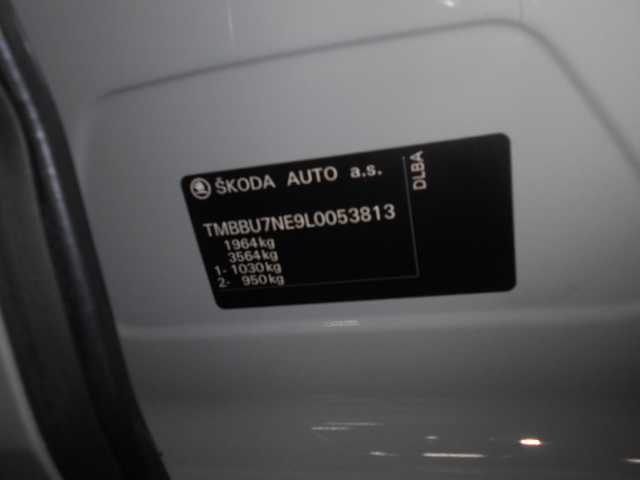 ŠKODA AUTO a.s.
DLBA
TMBBU7NE9L0053813
1964kg
3564kg
1- 1030kg
2- 950kg